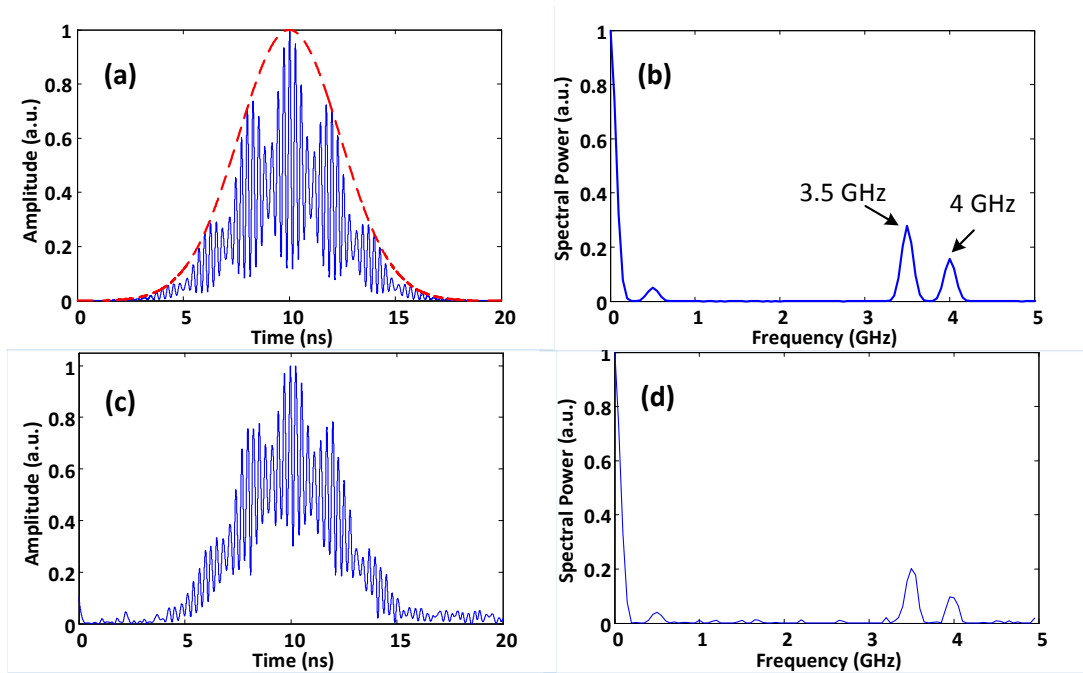 (a)
Amplitude (a.u.)
1
0.8
0.6
0.4
0.2
0
0 5 10 15 20
Time (ns)
(b)
Spectral Power (a.u.)
1
0.8
0.6
0.4
0.2
0
3.5 GHz
4 GHz
0 1 2 3 4 5
Frequency (GHz)
(c)
Amplitude (a.u.)
1
0.8
0.6
0.4
0.2
0
0 5 10 15 20
Time (ns)
(d)
Spectral Power (a.u.)
1
0.8
0.6
0.4
0.2
0
0 1 2 3 4 5
Frequency (GHz)